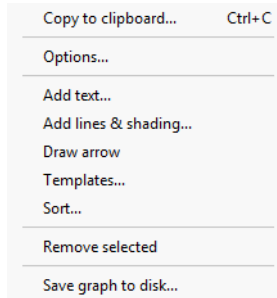 Copy to clipboard... Ctrl+C
Options...
Add text...
Add lines & shading...
Draw arrow
Templates...
Sort...
Remove selected
Save graph to disk...